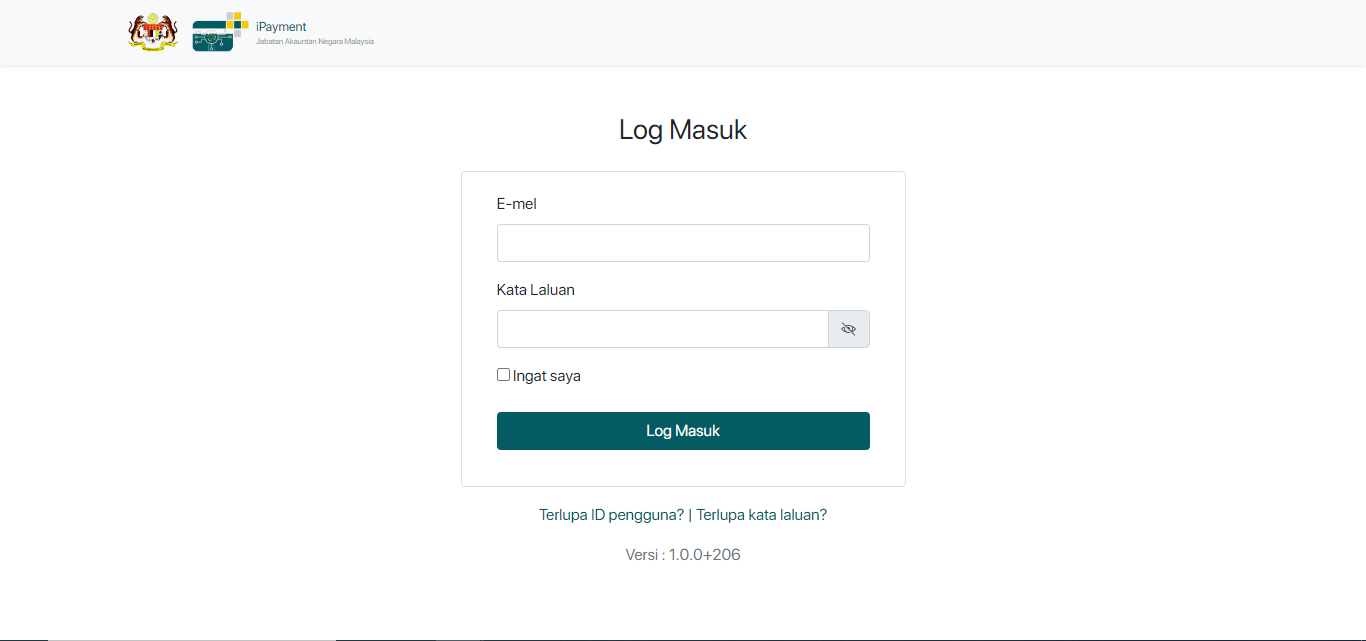 iPayment
Jabatan Akauntan Negara Malaysia
Log Masuk
E-mel
Kata Laluan
Ingat saya
Log Masuk
Terlupa ID pengguna? | Terlupa kata laluan?
Versi : 1.0.0+206